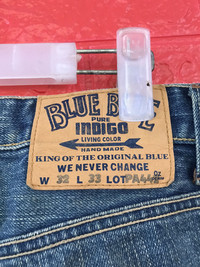 BLUE
PURE
INDIGO
LIVING COLOR
HAND MADE
KING OF THE ORIGINAL BLUE
WE NEVER CHANGE
W 32 L 33 LOT PA44 OZ